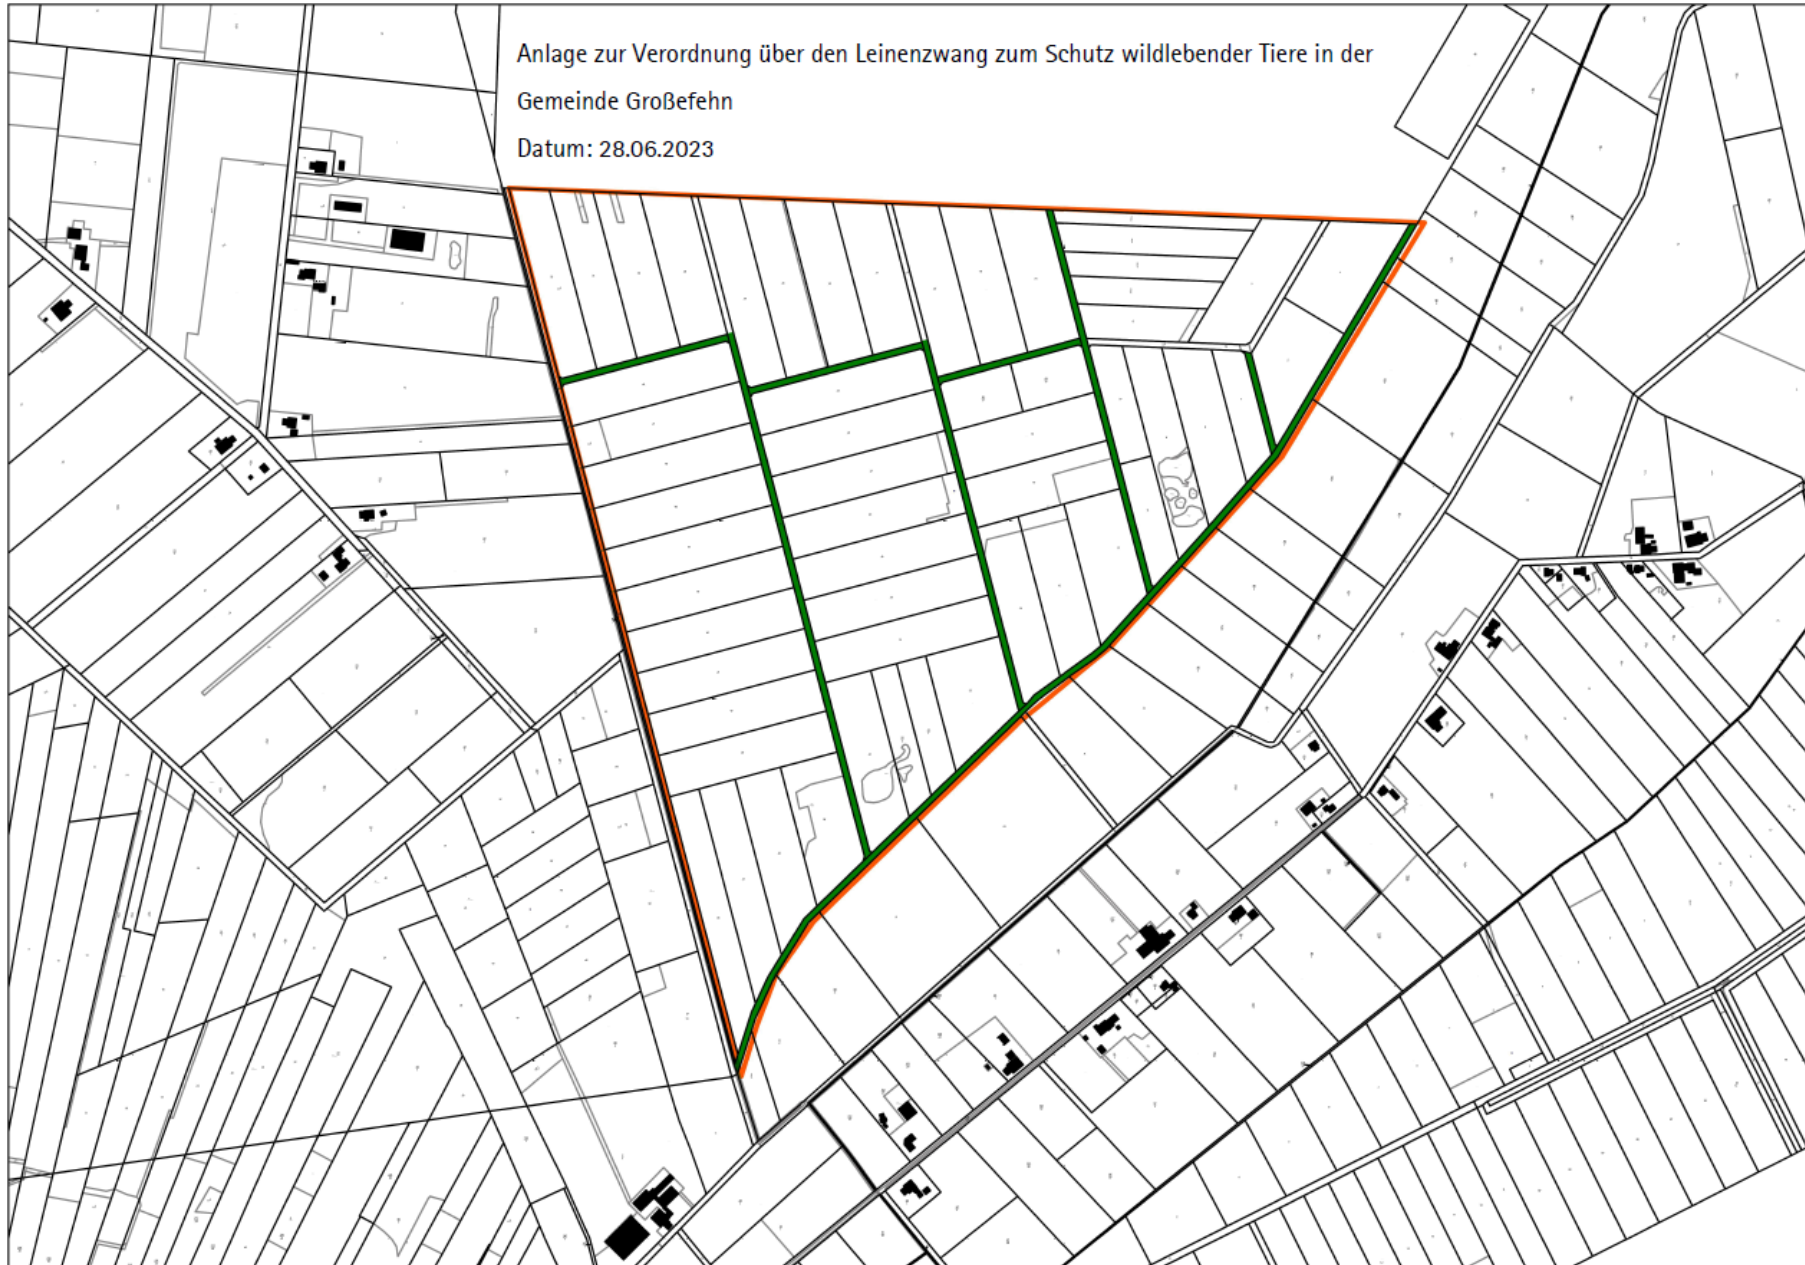 Anlage zur Verordnung über den Leinenzwang zum Schutz wildlebender Tiere in der
Gemeinde Großefehn
Datum: 28.06.2023